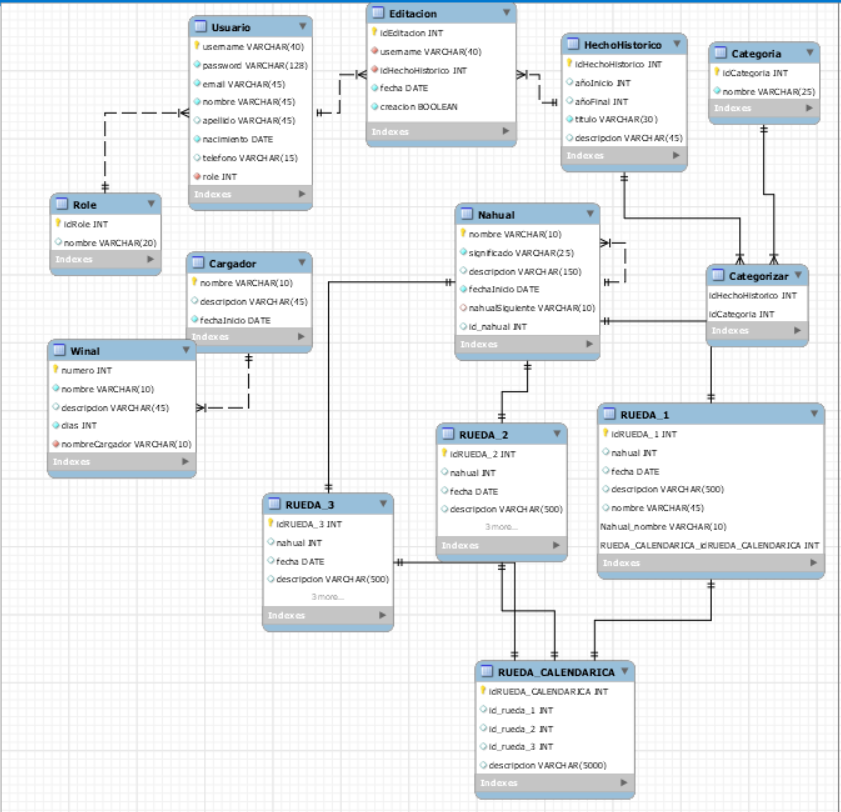 Usuario
username VARCHAR(40)
password VARCHAR(128)
email VARCHAR(45)
nombre VARCHAR(45)
apellido VARCHAR(45)
nacimiento DATE
telefono VARCHAR(15)
role INT
Indexes
Editacion
idEditacion INT
username VARCHAR(40)
idHechoHistorico INT
fecha DATE
creacion BOOLEAN
Indexes
HechoHistorico
idHechoHistorico INT
añoInicio INT
añoFinal INT
titulo VARCHAR(30)
descripcion VARCHAR(45)
Indexes
Categoria
idCategoria INT
nombre VARCHAR(25)
Indexes
Role
idRole INT
nombre VARCHAR(20)
Indexes
Cargador
nombre VARCHAR(10)
descripcion VARCHAR(45)
fechaInicio DATE
Indexes
Nahual
nombre VARCHAR(10)
significado VARCHAR(25)
descripcion VARCHAR(150)
fechaInicio DATE
nahualSiguiente VARCHAR(10)
id_nahual INT
Indexes
Categorizar
idHechoHistorico INT
idCategoria INT
Indexes
Winal
numero INT
nombre VARCHAR(10)
descripcion VARCHAR(45)
dias INT
nombreCargador VARCHAR(10)
Indexes
RUEDA_2
idRUEDA_2 INT
nahual INT
fecha DATE
descripcion VARCHAR(500)
3 more...
Indexes
RUEDA_1
idRUEDA_1 INT
nahual INT
fecha DATE
descripcion VARCHAR(500)
nombre VARCHAR(45)
Nahual_nombre VARCHAR(10)
RUEDA_CALENDARICA_idRUEDA_CALENDARICA INT
Indexes
RUEDA_3
idRUEDA_3 INT
nahual INT
fecha DATE
descripcion VARCHAR(500)
3 more...
Indexes
RUEDA_CALENDARICA
idRUEDA_CALENDARICA INT
id_rueda_1 INT
id_rueda_2 INT
id_rueda_3 INT
descripcion VARCHAR(5000)
Indexes